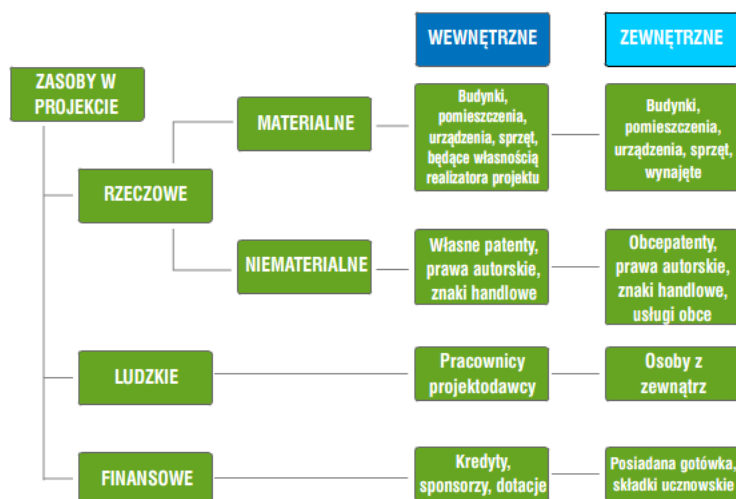 WEWNĘTRZNE
ZEWNĘTRZNE
ZASOBY W
PROJEKCIE
RZECZOWE
MATERIALNE
Budynki,
pomieszczenia,
urządzenia, sprzęt,
będące własnością
realizatora projektu
Budynki,
pomieszczenia,
urządzenia, sprzęt,
wynajęte
NIEMATERIALNE
Własne patenty,
prawa autorskie,
znaki handlowe
Obcepatenty,
prawa autorskie,
znaki handlowe,
usługi obce
LUDZKIE
Pracownicy
projektodawcy
Osoby z
zewnątrz
FINANSOWE
Kredyty,
sponsorzy, dotacje
Posiadana gotówka,
składki ucznowskie